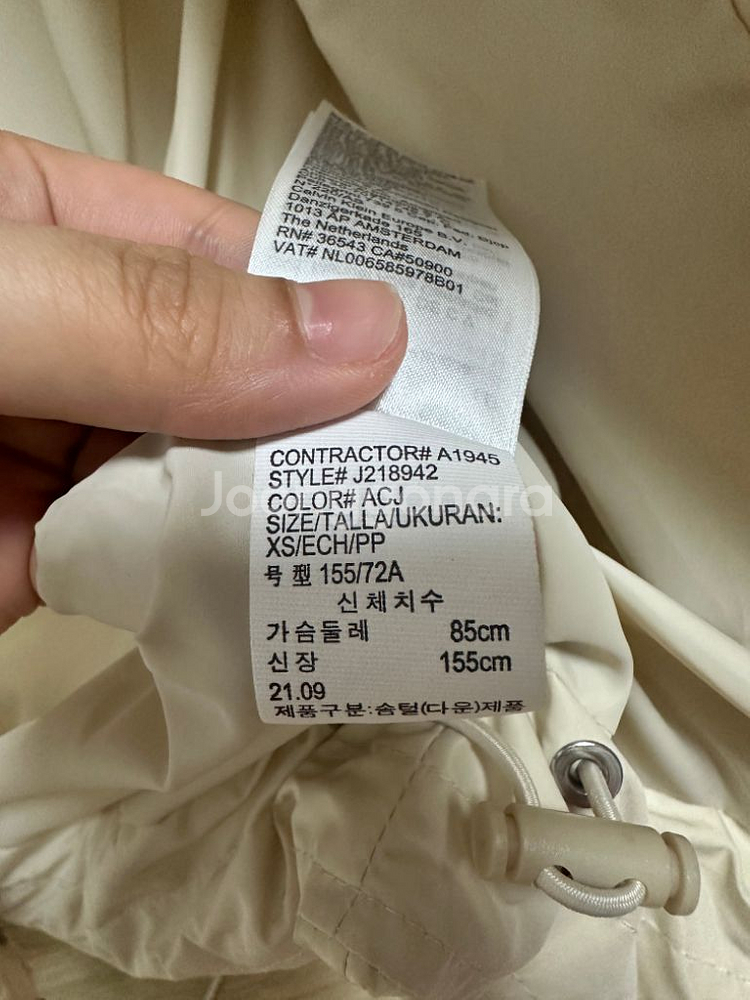 Calvin Klein Europe B.V.
Danzigerkade 165
1013 AP AMSTERDAM
The Netherlands
RN# 36543 CA#50900
VAT# NL006585978B01
CONTRACTOR# A1945
STYLE# J218942
COLOR# ACJ
SIZE/TALLA/UKURAN:
XS/ECH/PP
号型 155/72A
신체치수
가슴둘레 85cm
신장 155cm
21.09
제품구분:솜털(다운)제품